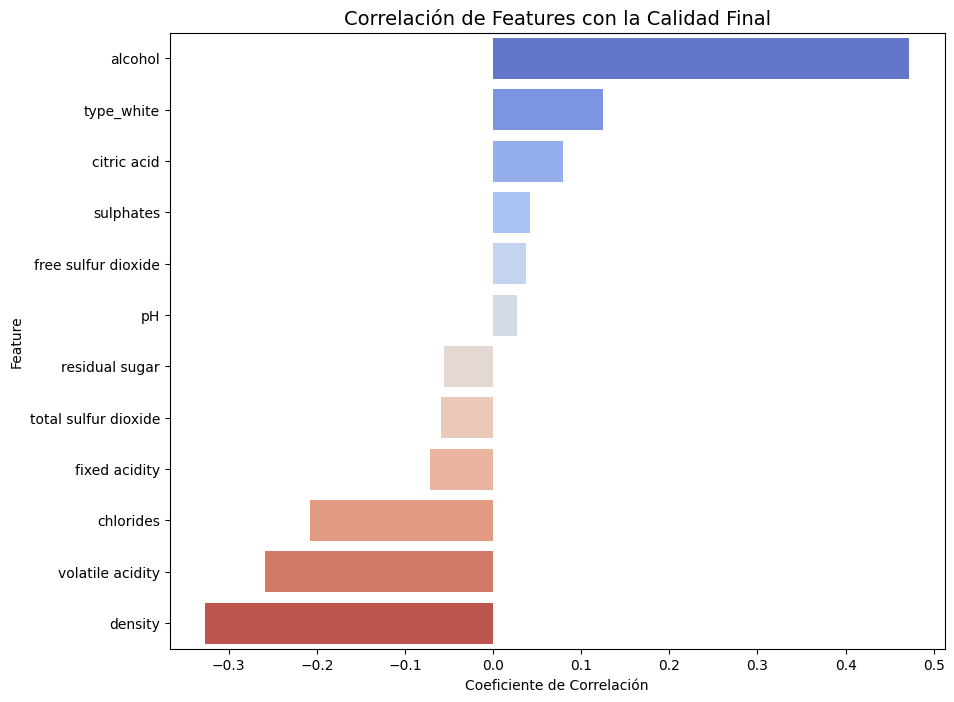 Correlación de Features con la Calidad Final
alcohol
type_white
citric acid
sulphates
free sulfur dioxide
pH
residual sugar
total sulfur dioxide
fixed acidity
chlorides
volatile acidity
density
Feature
−0.3 −0.2 −0.1 0.0 0.1 0.2 0.3 0.4 0.5
Coeficiente de Correlación